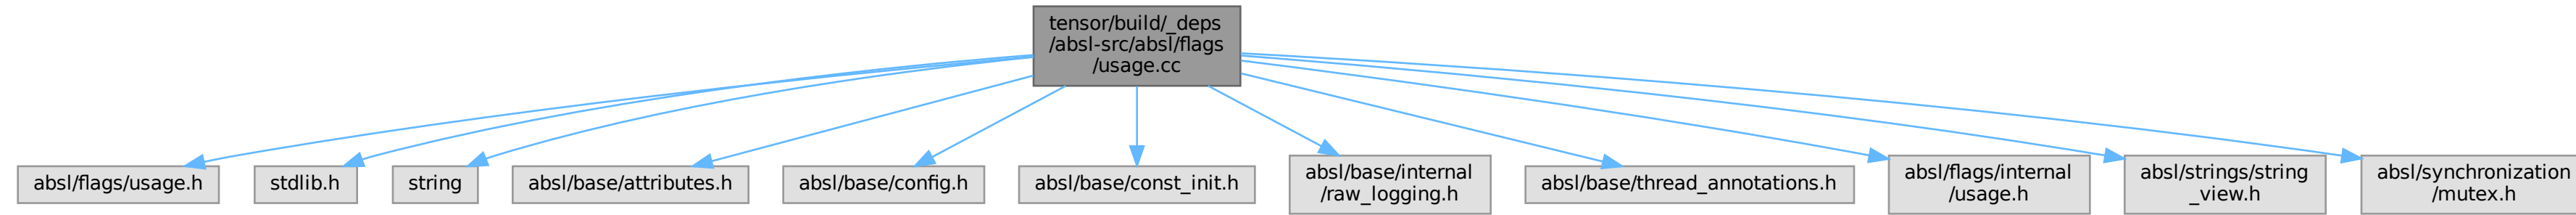 tensor/build/_deps
/absl-src/absl/flags
/usage.cc
absl/flags/usage.h
stdlib.h
string
absl/base/attributes.h
absl/base/config.h
absl/base/const_init.h
absl/base/internal
/raw_logging.h
absl/base/thread_annotations.h
absl/flags/internal
/usage.h
absl/strings/string
_view.h
absl/synchronization
/mutex.h